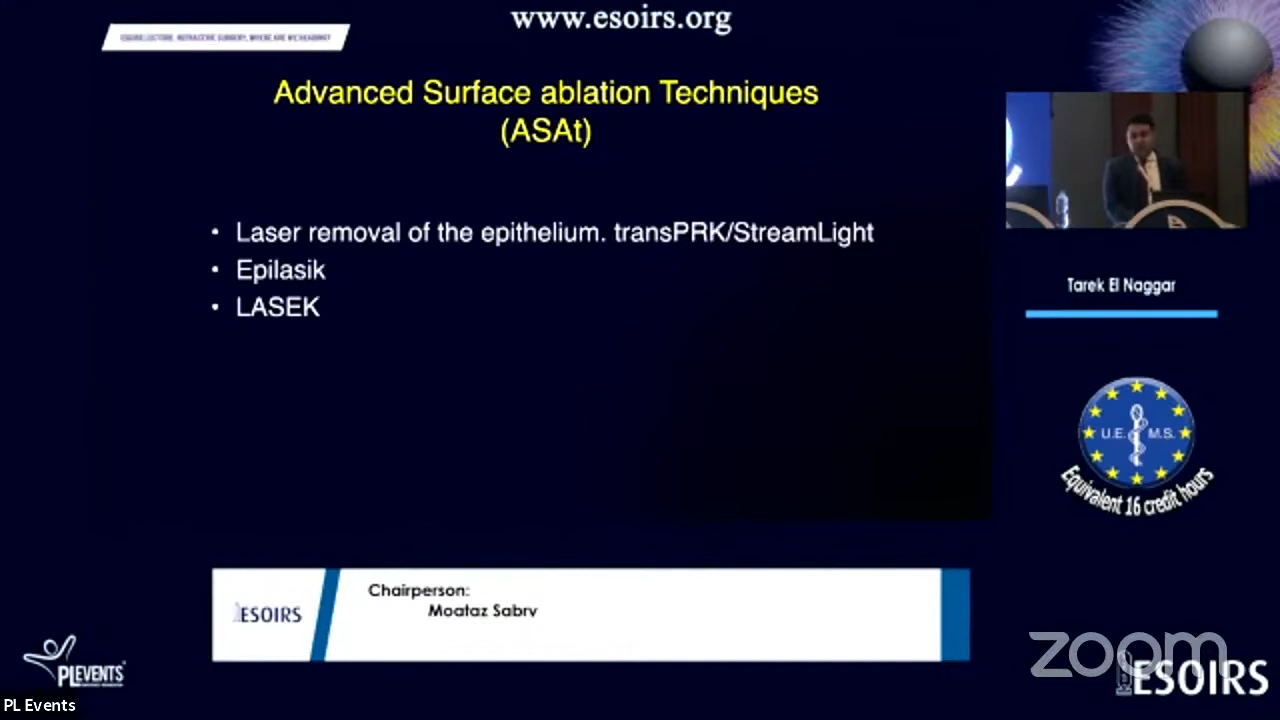 www.esoirs.org
Advanced Surface ablation Techniques
(ASAt)
• Laser removal of the epithelium. transPRK/StreamLight
• Epilasik
• LASEK
Tarek El Naggar
U.E. M.S.
Equivalent 16 credit hours
ESOIRS
Chairperson:
Moataz Sabry
zoom
ESOIRS
PLEVENTS
PL Events